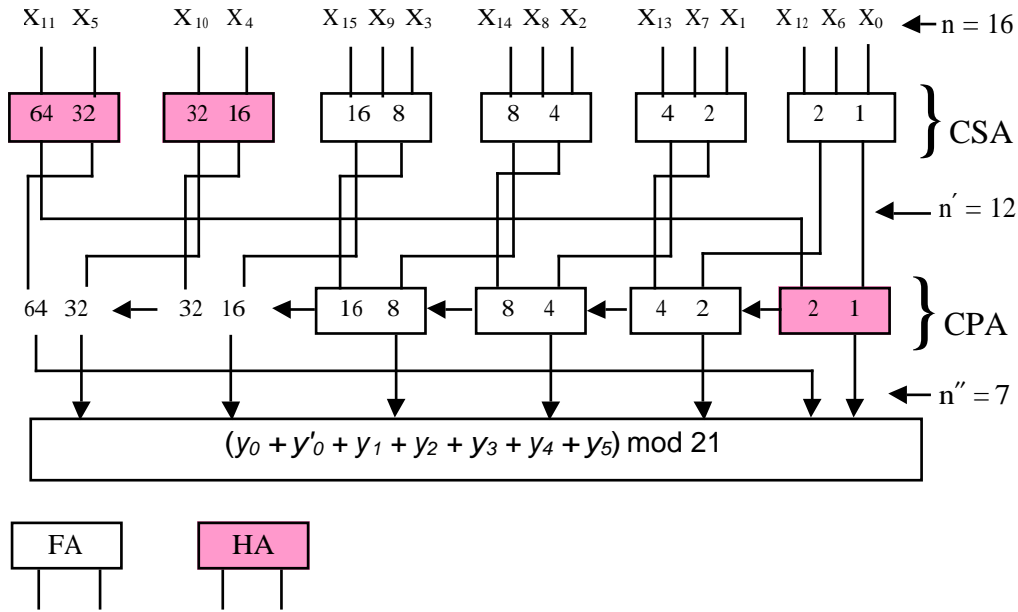 X₁₁ X₅ X₁₀ X₄ X₁₅ X₉ X₃ X₁₄ X₈ X₂ X₁₃ X₇ X₁ X₁₂ X₆ X₀ n = 16
64 32 32 16 16 8 8 4 4 2 2 1 } CSA
n′ = 12
64 32 32 16 16 8 8 4 4 2 2 1 } CPA
n″ = 7
(y₀ + y'₀ + y₁ + y₂ + y₃ + y₄ + y₅) mod 21
FA HA